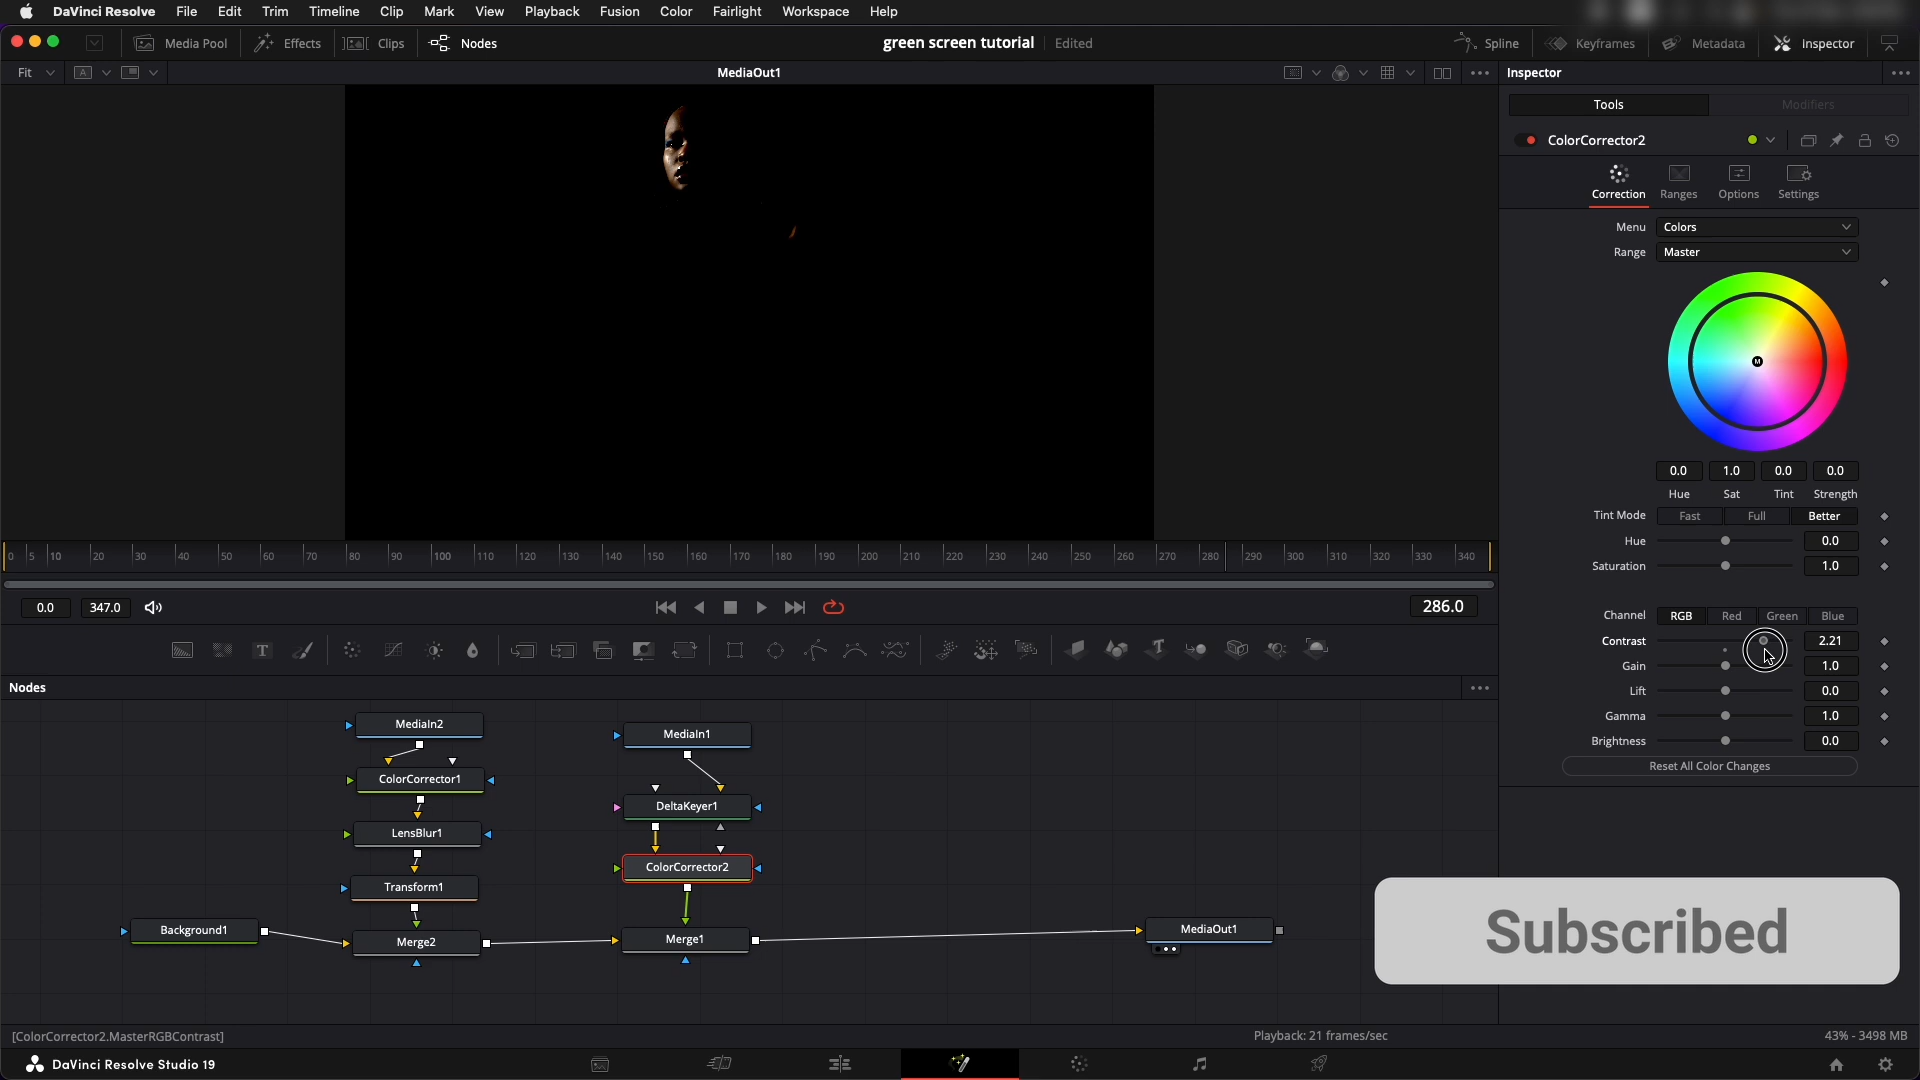 DaVinci Resolve File Edit Trim Timeline Clip Mark View Playback Fusion Color Fairlight Workspace Help
Media Pool Effects Clips Nodes green screen tutorial Edited Spline Keyframes Metadata Inspector
Fit A MediaOut1 Inspector
Tools Modifiers
ColorCorrector2
Correction Ranges Options Settings
Menu Colors
Range Master
M
0.0 1.0 0.0 0.0
Hue Sat Tint Strength
Tint Mode Fast Full Better
Hue 0.0
Saturation 1.0
Channel RGB Red Green Blue
Contrast 2.21
Gain 1.0
Lift 0.0
Gamma 1.0
Brightness 0.0
Reset All Color Changes
0 5 10 20 30 40 50 60 70 80 90 100 110 120 130 140 150 160 170 180 190 200 210 220 230 240 250 260 270 280 290 300 310 320 330 340
0.0 347.0 286.0
T T
Nodes
MediaIn2 MediaIn1
ColorCorrector1 DeltaKeyer1
LensBlur1 ColorCorrector2
Transform1
Background1 Merge2 Merge1 MediaOut1
Subscribed
[ColorCorrector2.MasterRGBContrast] Playback: 21 frames/sec 43% - 3498 MB
DaVinci Resolve Studio 19